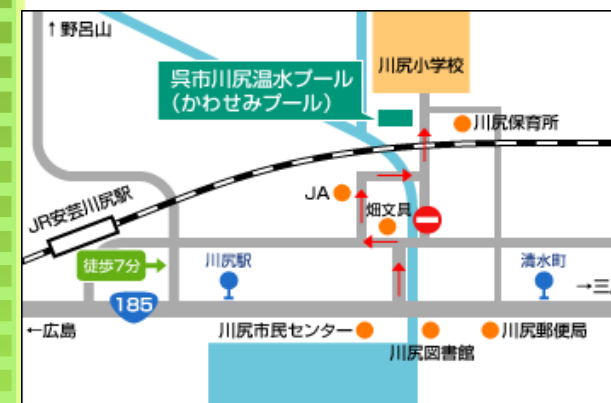 ↑野呂山
川尻小学校
呉市川尻温水プール
（かわせみプール）
川尻保育所
JA
畑文具
JR安芸川尻駅
徒歩7分
川尻駅
清水町
→三
185
←広島
川尻市民センター
川尻図書館
川尻郵便局